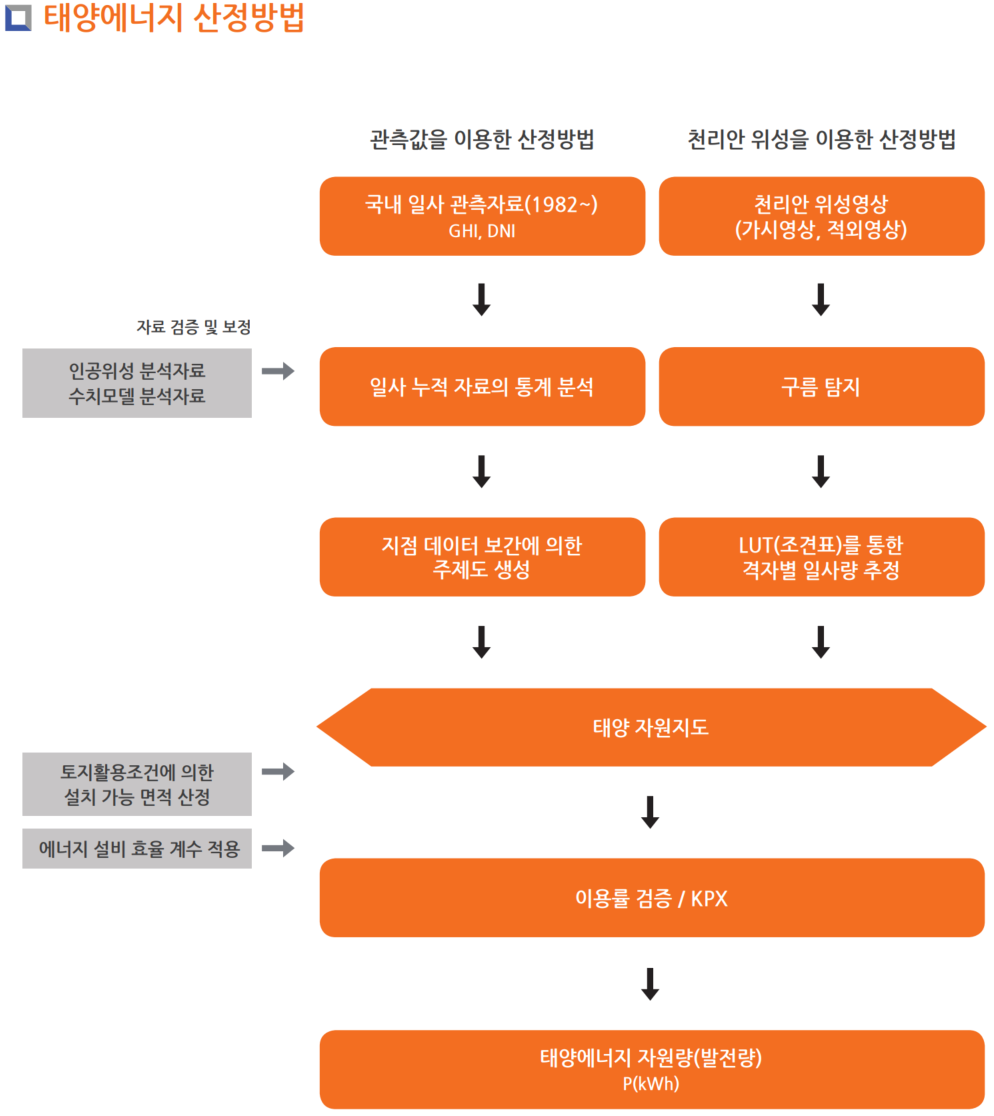 태양에너지 산정방법
관측값을 이용한 산정방법
천리안 위성을 이용한 산정방법
국내 일사 관측자료(1982~)
GHI, DNI
천리안 위성영상
(가시영상, 적외영상)
자료 검증 및 보정
인공위성 분석자료
수치모델 분석자료
일사 누적 자료의 통계 분석
구름 탐지
지점 데이터 보간에 의한
주제도 생성
LUT(조견표)를 통한
격자별 일사량 추정
태양 자원지도
토지활용조건에 의한
설치 가능 면적 산정
에너지 설비 효율 계수 적용
이용률 검증 / KPX
태양에너지 자원량(발전량)
P(kWh)